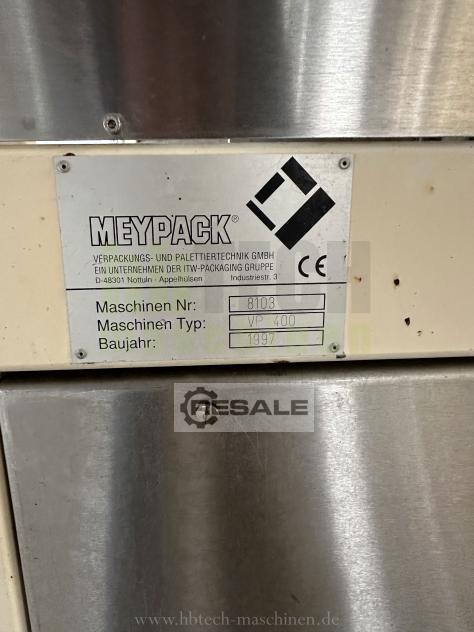 MEYPACK®
VERPACKUNGS- UND PALETTIERTECHNIK GMBH
EIN UNTERNEHMEN DER ITW-PACKAGING GRUPPE
D-48301 Nottuln - Appelhülsen Industriestr. 3
CE
Maschinen Nr: 8103
Maschinen Typ: VP 400
Baujahr: 1997
RESALE
www.hbtech-maschinen.de